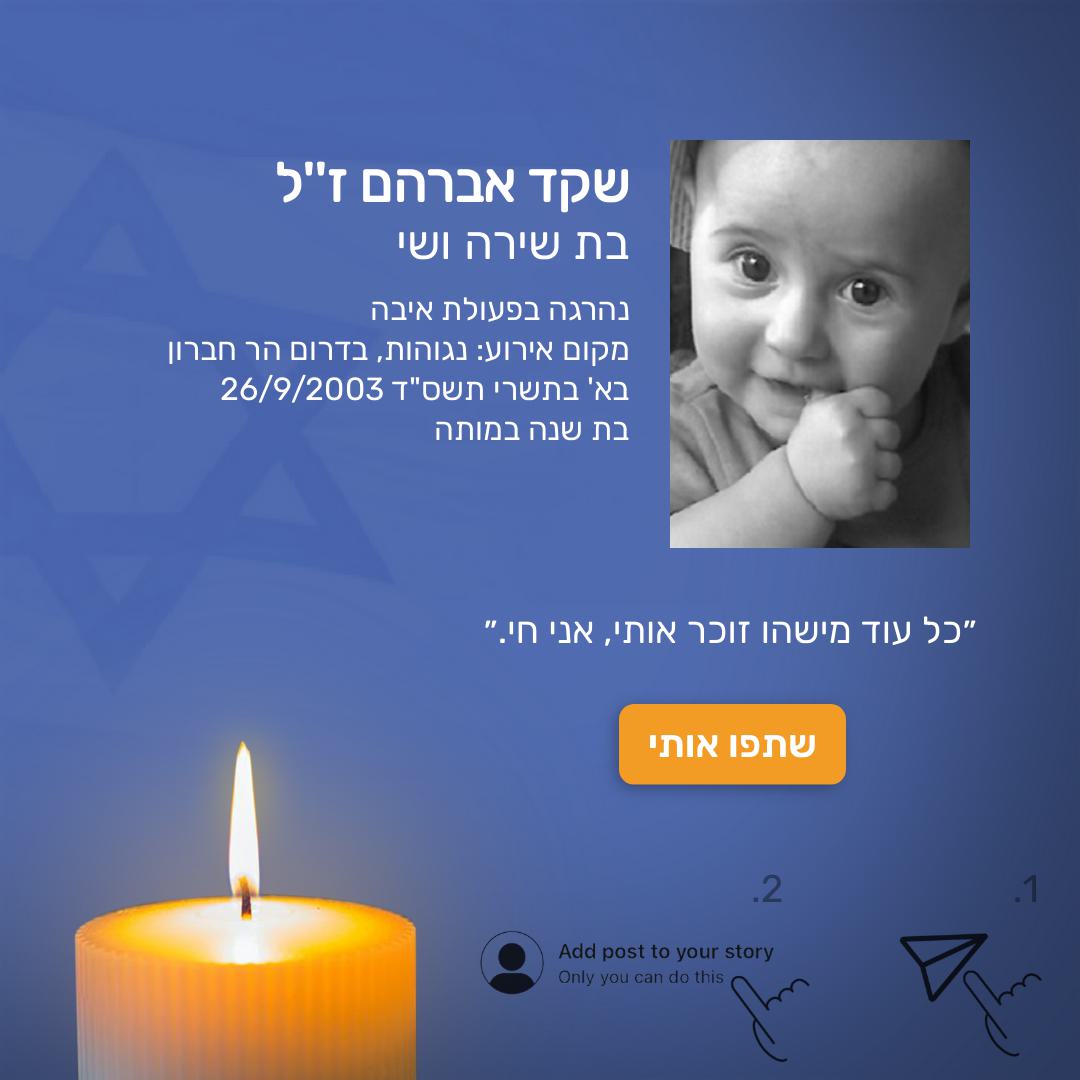 שקד אברהם ז"ל
בת שירה ושי
נהרגה בפעולת איבה
מקום אירוע: נגוהות, בדרום הר חברון
בא' בתשרי תשס"ד 26/9/2003
בת שנה במותה
״כל עוד מישהו זוכר אותי, אני חי.״
שתפו אותי
.1
.2
Add post to your story
Only you can do this